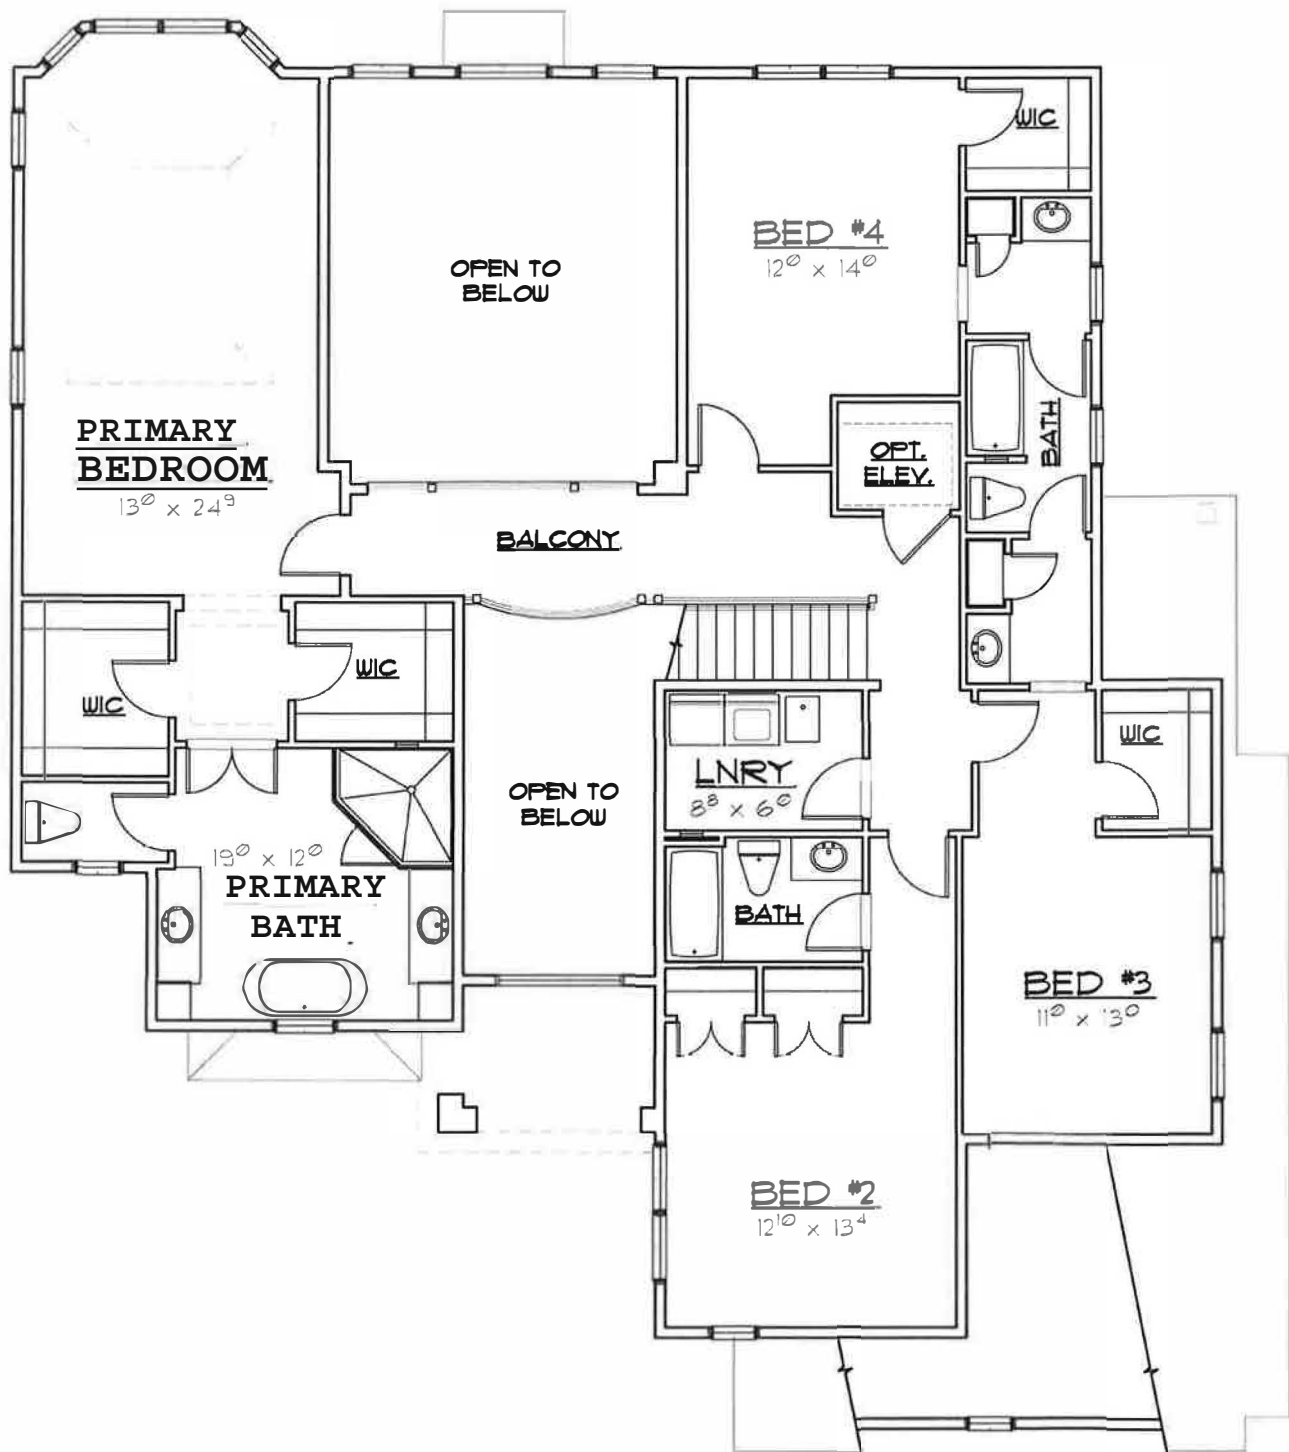 WIC
BED #4
12⁰ x 14⁰
OPEN TO
BELOW
PRIMARY
BEDROOM
13⁰ x 24⁹
BATH
OPT.
ELEV.
BALCONY
WIC
WIC
WIC
LNRY
8⁸ x 6⁰
OPEN TO
BELOW
19⁰ x 12⁰
PRIMARY
BATH
BATH
BED #3
11⁰ x 13⁰
BED #2
12¹⁰ x 13⁴